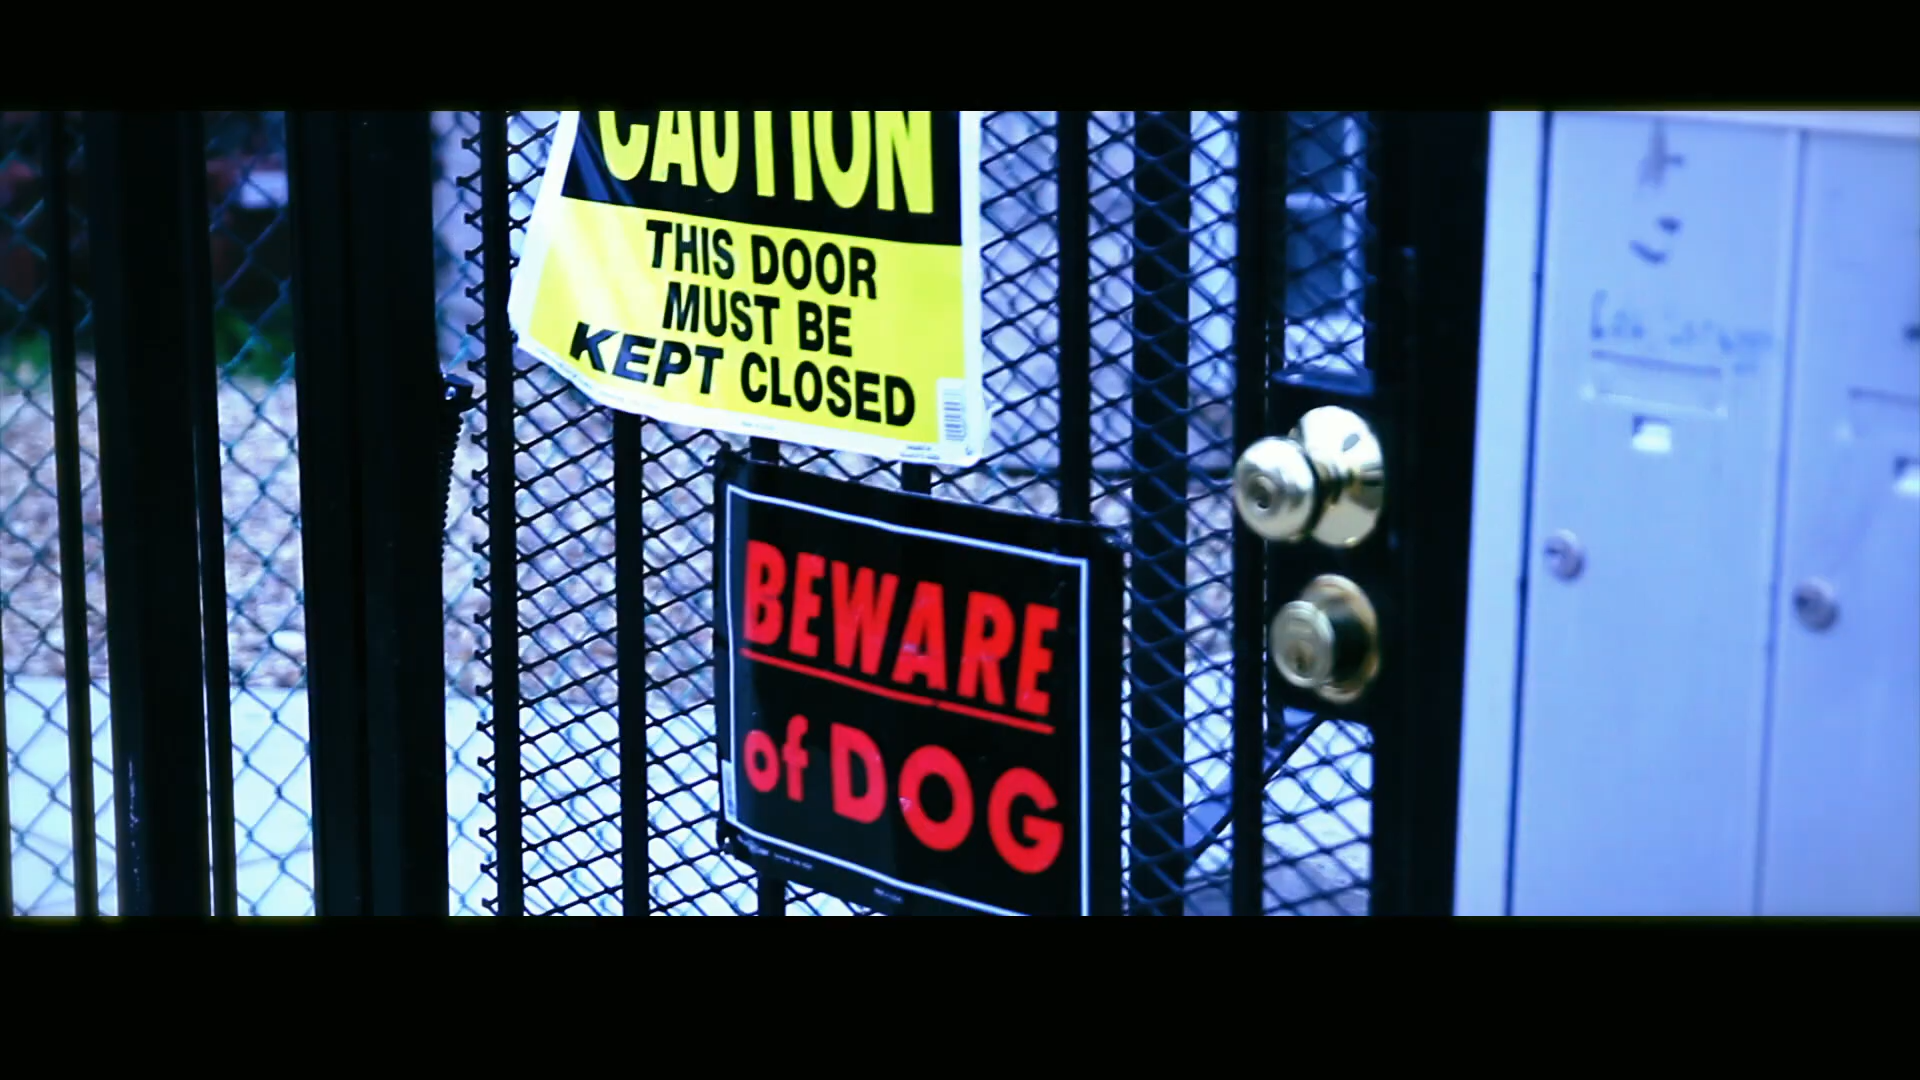 CAUTION
THIS DOOR
MUST BE
KEPT CLOSED
BEWARE
of DOG